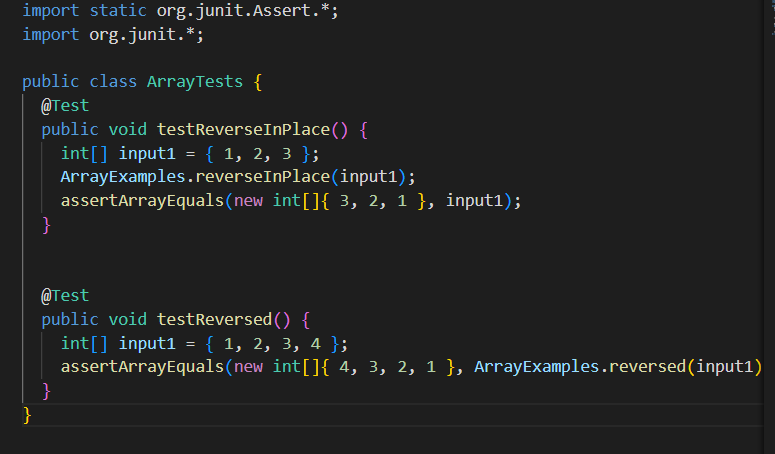 import static org.junit.Assert.*;
import org.junit.*;
public class ArrayTests {
@Test
public void testReverseInPlace() {
int[] input1 = { 1, 2, 3 };
ArrayExamples.reverseInPlace(input1);
assertArrayEquals(new int[]{ 3, 2, 1 }, input1);
}
@Test
public void testReversed() {
int[] input1 = { 1, 2, 3, 4 };
assertArrayEquals(new int[]{ 4, 3, 2, 1 }, ArrayExamples.reversed(input1)
}
}